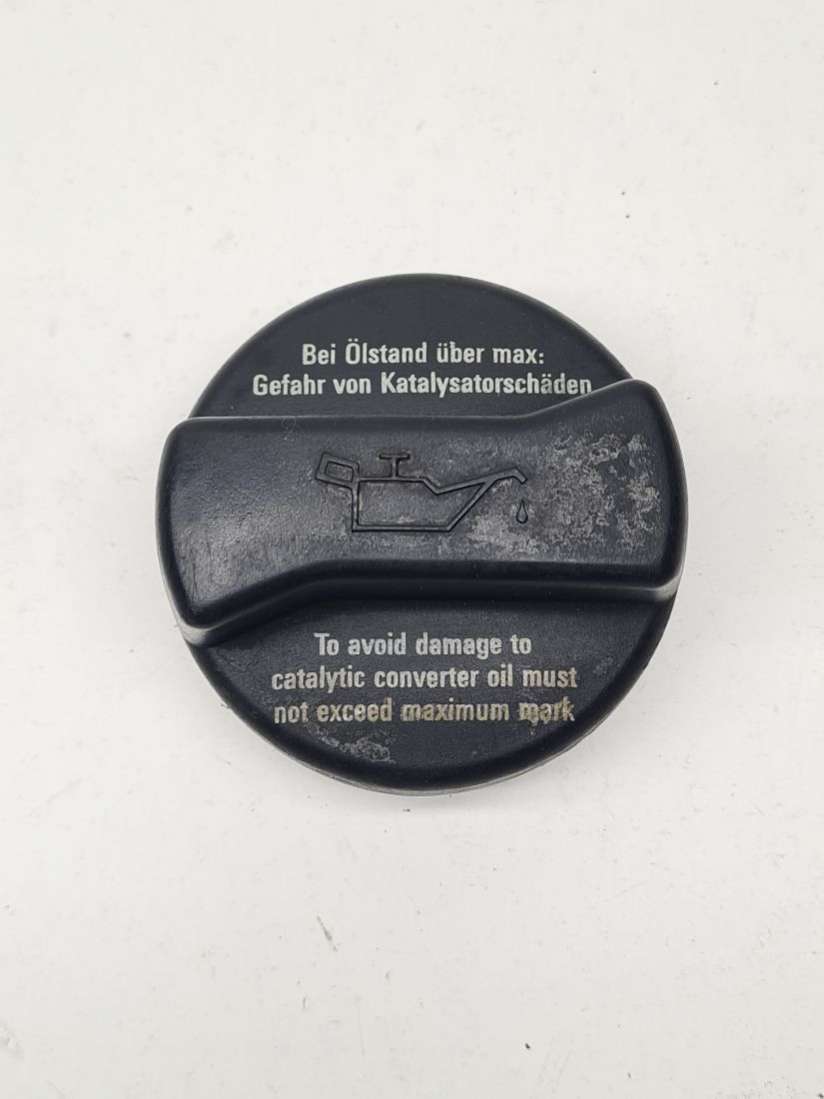 Bei Ölstand über max:
Gefahr von Katalysatorschäden
To avoid damage to
catalytic converter oil must
not exceed maximum mark